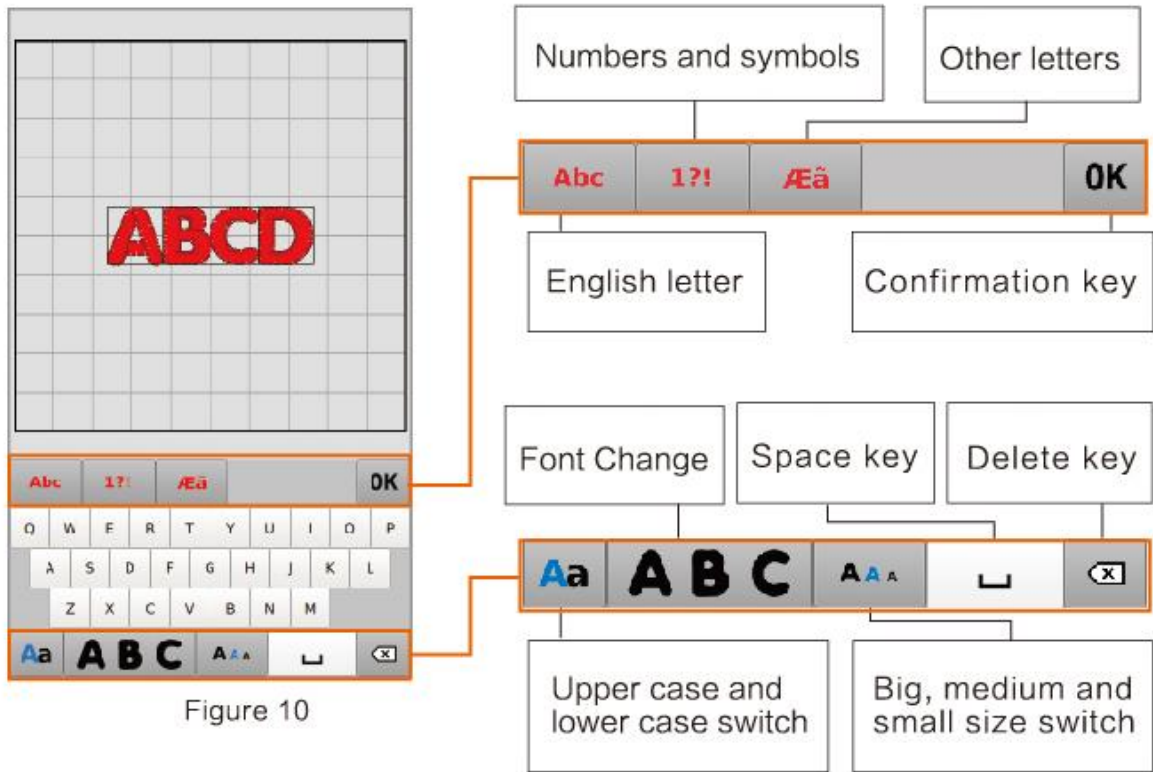 ABCD
Abc 1?! Æã OK
Q W E R T Y U I O P
A S D F G H J K L
Z X C V B N M
Aa A B C A A A
Figure 10
Numbers and symbols
Other letters
Abc 1?! Æã OK
English letter
Confirmation key
Font Change
Space key
Delete key
Aa A B C A A A
Upper case and
lower case switch
Big, medium and
small size switch